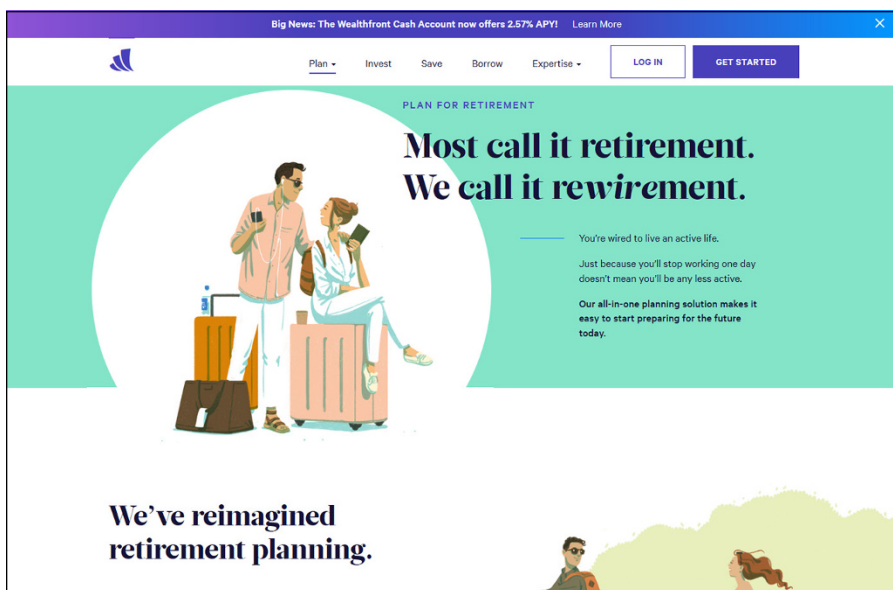 Big News: The Wealthfront Cash Account now offers 2.57% APY! Learn More
Plan Invest Save Borrow Expertise LOG IN GET STARTED
PLAN FOR RETIREMENT
Most call it retirement.
We call it rewirement.
You're wired to live an active life.
Just because you'll stop working one day
doesn't mean you'll be any less active.
Our all-in-one planning solution makes it
easy to start preparing for the future
today.
We've reimagined
retirement planning.